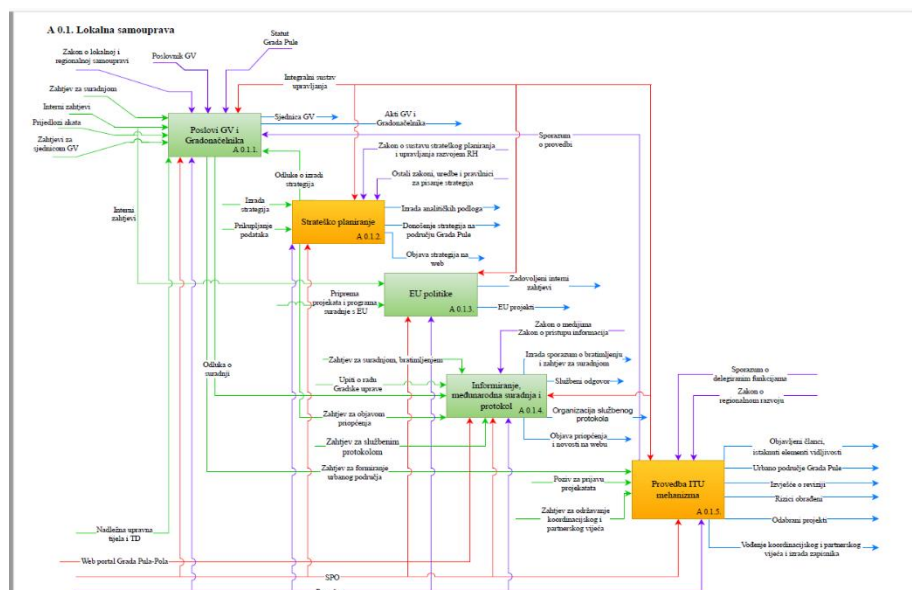 A 0.1. Lokalna samouprava
Statut
Grada Pule
Zakon o lokalnoj i
regionalnoj samoupravi
Poslovnik GV
Integralni sustav
upravljanja
Zahtjev za suradnjom
Interni zahtjevi
Prijedlozi akata
Zahtjevi za
sjednicom GV
Poslovi GV i
Gradonačelnika
A 0.1.1.
Sjednica GV
Akti GV i
Gradonačelnika
Sporazum
o provedbi
Zakon o sustavu strateškog planiranja
i upravljanja razvojem RH
Odluke o izradi
strategija
Ostali zakoni, uredbe i pravilnici
za pisanje strategija
Interni
zahtjevi
Izrada
strategija
Prikupljanje
podataka
Strateško planiranje
A 0.1.2.
Izrada analitičkih podloga
Donošenje strategija na
području Grada Pule
Objava strategija na
web
EU politike
A 0.1.3.
Zadovoljeni interni
zahtjevi
Priprema
projekata i programa
suradnje s EU
EU projekti
Zakon o medijima
Zakon o pristupu informacija
Odluka o
suradnji
Zahtjev za suradnjom, bratimljenjem
Upiti o radu
Gradske uprave
Informiranje,
međunarodna suradnja i
protokol
A 0.1.4.
Izrada sporazum o bratimljenju
i zahtjev za suradnjom
Službeni odgovor
Organizacija službenog
protokola
Zahtjev za objavom
priopćenja
Zahtjev za službenim
protokolom
Objava priopćenja
i novosti na webu
Sporazum o
delegiranim funkcijama
Zakon o
regionalnom razvoju
Zahtjev za formiranje
urbanog područja
Poziv za prijavu
projekatata
Zahtjev za održavanje
koordinacijskog i
partnerskog vijeća
Provedba ITU
mehanizma
A 0.1.5.
Objavljeni članci,
istaknuti elementi vidljivosti
Urbano područje Grada Pule
Izvješće o reviziji
Rizici obrađeni
Odabrani projekti
Vođenje koordinacijskog i partnerskog
vijeća i izrada zapisnika
Nadležna upravna
tijela i TD
Web portal Grada Pula-Pola
SPO